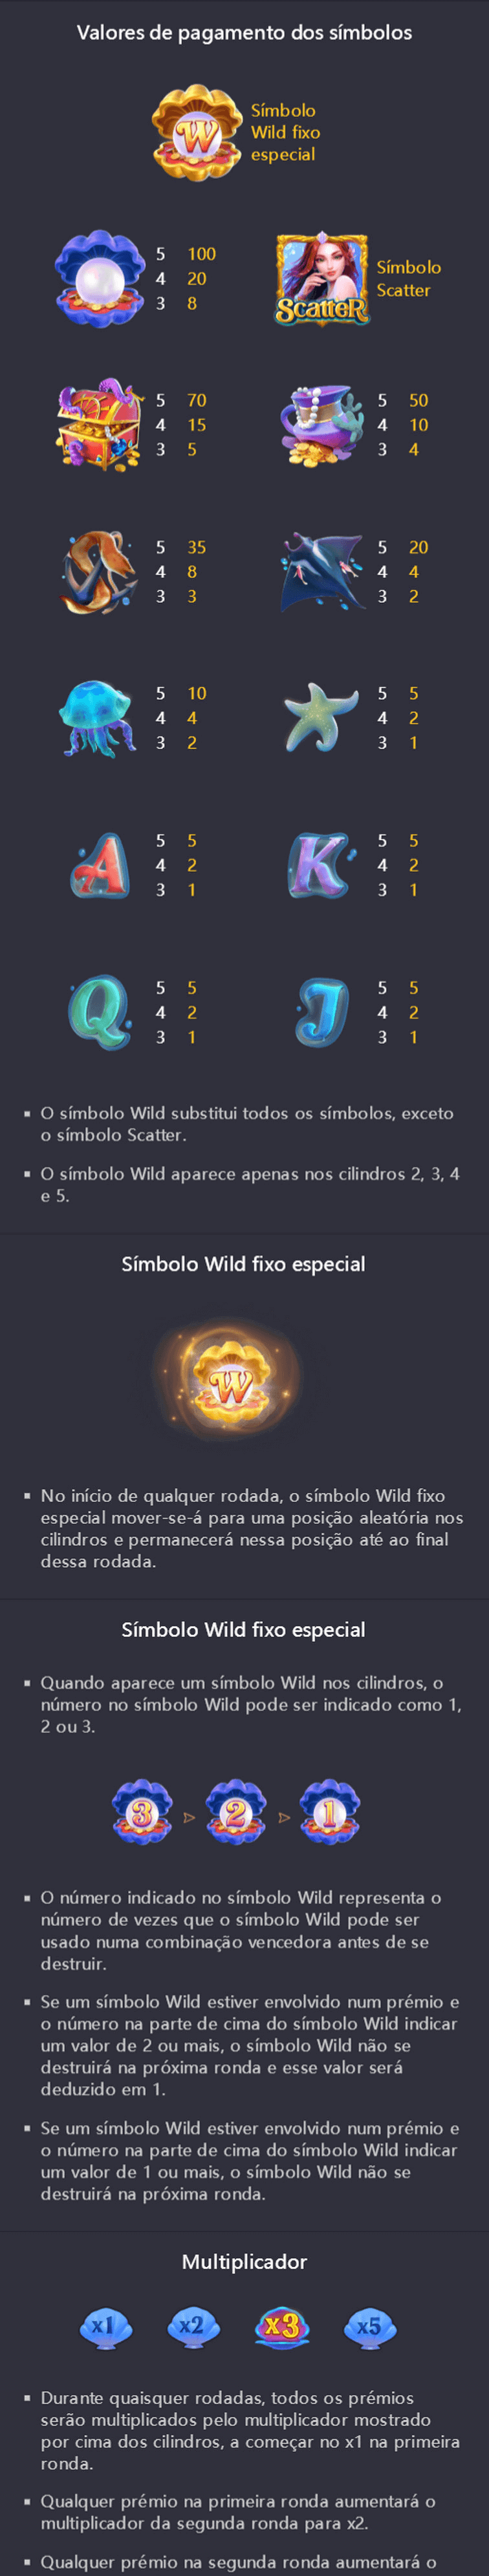 Valores de pagamento dos símbolos
W
Símbolo
Wild fixo
especial
5 100
4 20
3 8
Scatter
Símbolo
Scatter
5 70
4 15
3 5
5 50
4 10
3 4
5 35
4 8
3 3
5 20
4 4
3 2
5 10
4 4
3 2
5 5
4 2
3 1
A
5 5
4 2
3 1
K
5 5
4 2
3 1
Q
5 5
4 2
3 1
J
5 5
4 2
3 1
▪ O símbolo Wild substitui todos os símbolos, exceto
o símbolo Scatter.
▪ O símbolo Wild aparece apenas nos cilindros 2, 3, 4
e 5.
Símbolo Wild fixo especial
W
▪ No início de qualquer rodada, o símbolo Wild fixo
especial mover-se-á para uma posição aleatória nos
cilindros e permanecerá nessa posição até ao final
dessa rodada.
Símbolo Wild fixo especial
▪ Quando aparece um símbolo Wild nos cilindros, o
número no símbolo Wild pode ser indicado como 1,
2 ou 3.
3 2 1
▪ O número indicado no símbolo Wild representa o
número de vezes que o símbolo Wild pode ser
usado numa combinação vencedora antes de se
destruir.
▪ Se um símbolo Wild estiver envolvido num prémio e
o número na parte de cima do símbolo Wild indicar
um valor de 2 ou mais, o símbolo Wild não se
destruirá na próxima ronda e esse valor será
deduzido em 1.
▪ Se um símbolo Wild estiver envolvido num prémio e
o número na parte de cima do símbolo Wild indicar
um valor de 1 ou mais, o símbolo Wild não se
destruirá na próxima ronda.
Multiplicador
x1 x2 x3 x5
▪ Durante quaisquer rodadas, todos os prémios
serão multiplicados pelo multiplicador mostrado
por cima dos cilindros, a começar no x1 na primeira
ronda.
▪ Qualquer prémio na primeira ronda aumentará o
multiplicador da segunda ronda para x2.
▪ Qualquer prémio na segunda ronda aumentará o